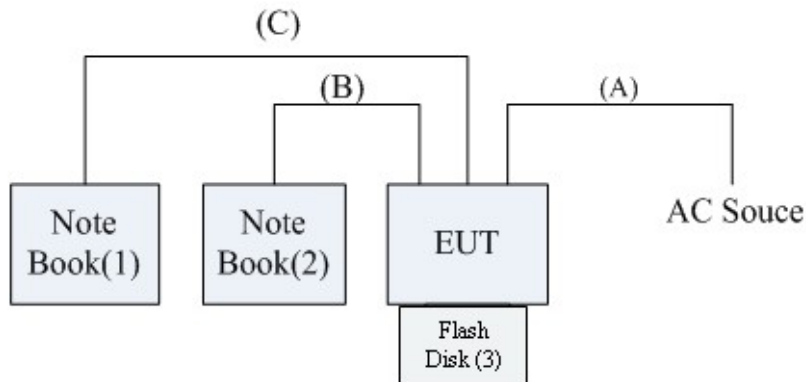 (C)
(B)
(A)
Note
Book(1)
Note
Book(2)
EUT
AC Souce
Flash
Disk (3)